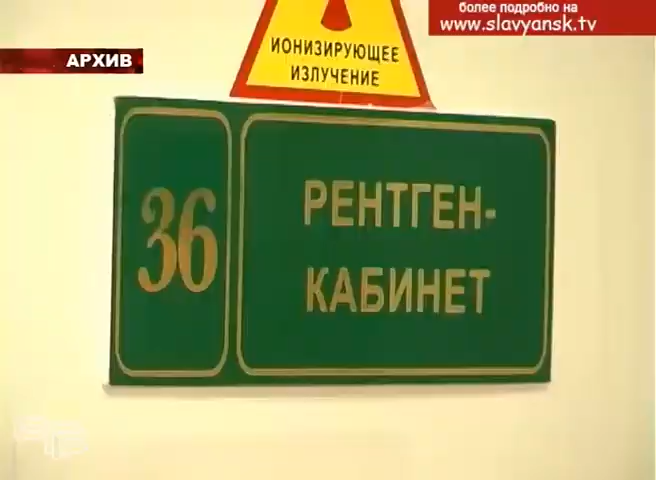 более подробно на
www.slavyansk.tv
АРХИВ
ИОНИЗИРУЮЩЕЕ
ИЗЛУЧЕНИЕ
36
РЕНТГЕН-
КАБИНЕТ